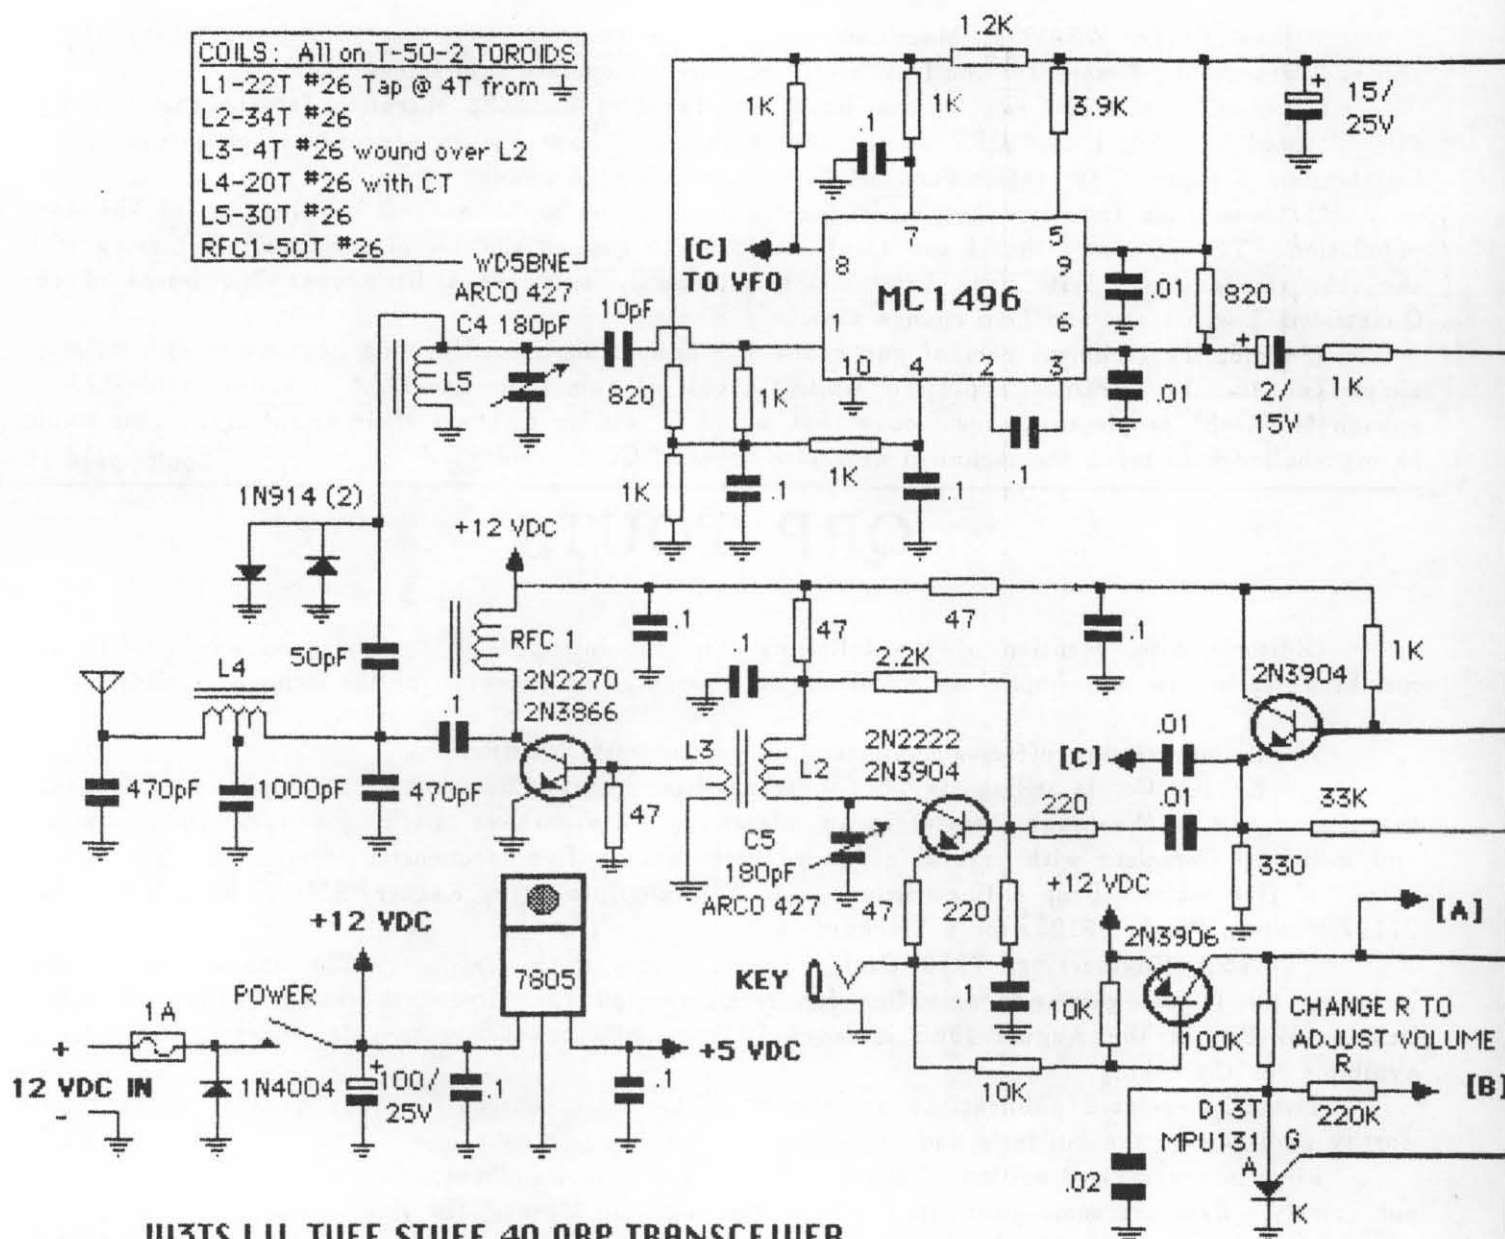 COILS: All on T-50-2 TOROIDS
L1-22T #26 Tap @ 4T from
L2-34T #26
L3-4T #26 wound over L2
L4-20T #26 with CT
L5-30T #26
RFC1-50T #26
WD5BNE
1.2K
1K
1K
3.9K
+
15/
25V
.1
[C]
TO VFO
7
5
8
9
MC1496
1
6
10
4
2
3
.01
.01
820
+
2/
15V
1K
ARCO 427
C4 180pF
10pF
L5
820
1K
1K
1K
.1
.1
.1
1N914 (2)
+12 VDC
RFC 1
50pF
.1
47
47
.1
1K
2N2270
2N3866
.1
2.2K
2N3904
L4
.1
L3
L2
2N2222
2N3904
.01
[C]
.01
470pF
1000pF
470pF
47
C5
180pF
ARCO 427
220
33K
330
47
220
+12 VDC
2N3906
[A]
+12 VDC
7805
KEY
.1
10K
10K
100K
CHANGE R TO
ADJUST VOLUME
R
220K
[B]
POWER
1A
+
12 VDC IN
-
1N4004
+
100/
25V
.1
+5 VDC
.1
D13T
MPU131
G
A
K
.02
W3TS LU TUFF STUFF 40 QRP TRANSCEIVER